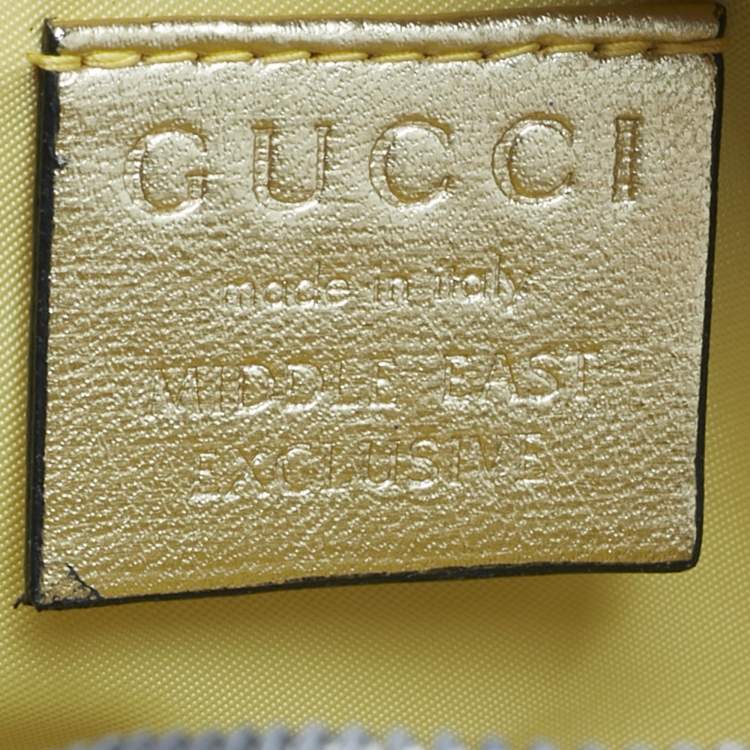 GUCCI
made in italy
MIDDLE EAST
EXCLUSIVE